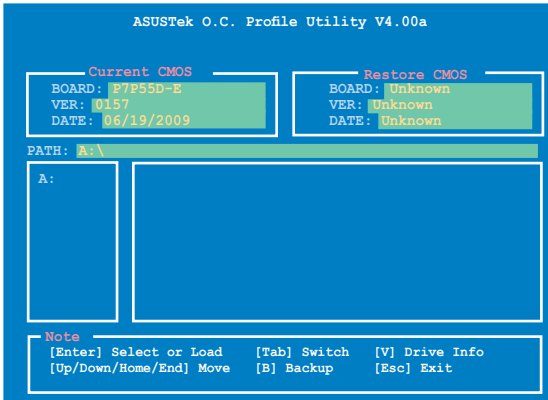 ASUSTek O.C. Profile Utility V4.00a
Current CMOS
BOARD: P7P55D-E
VER: 0157
DATE: 06/19/2009
Restore CMOS
BOARD: Unknown
VER: Unknown
DATE: Unknown
PATH: A:\
A:
Note
[Enter] Select or Load [Tab] Switch [V] Drive Info
[Up/Down/Home/End] Move [B] Backup [Esc] Exit